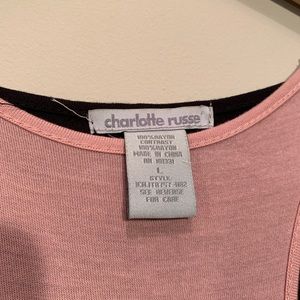 charlotte russe
100%RAYON
CONTRAST
100%RAYON
MADE IN CHINA
L
STYLE:
SEE REVERSE
FOR CARE